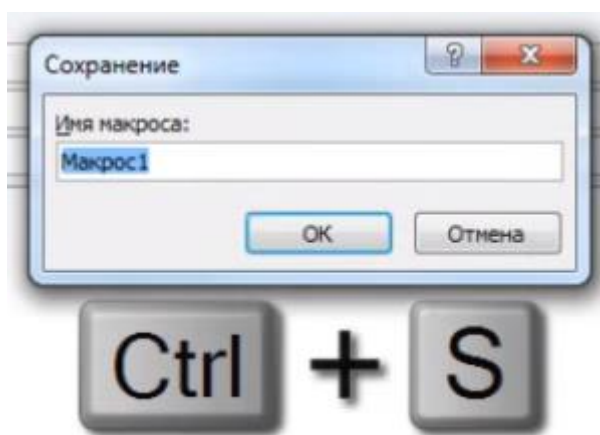 Сохранение
Имя макроса:
Макрос1
ОК Отмена
Ctrl + S